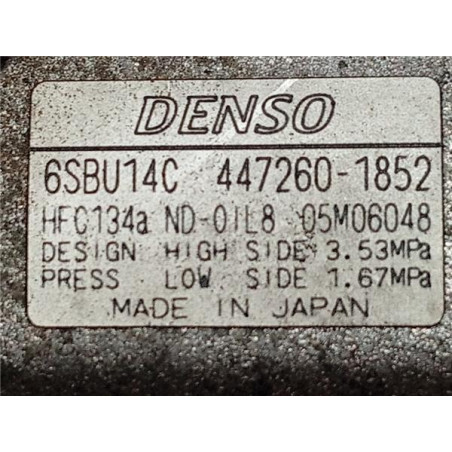 DENSO
6SBU14C 447260-1852
HFC134a ND-OIL8 05M06048
DESIGN HIGH SIDE 3.53MPa
PRESS LOW SIDE 1.67MPa
MADE IN JAPAN